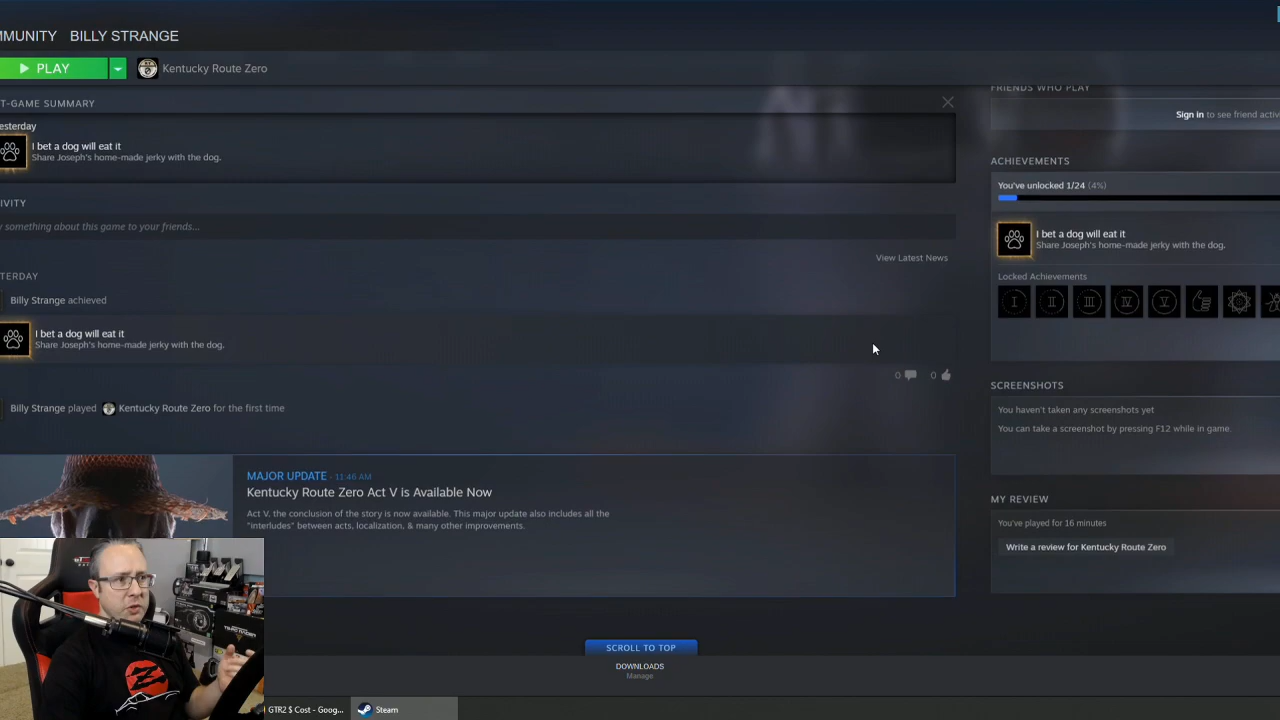 MMUNITY BILLY STRANGE
PLAY
Kentucky Route Zero
T-GAME SUMMARY
esterday
I bet a dog will eat it
Share Joseph's home-made jerky with the dog.
IVITY
y something about this game to your friends...
View Latest News
TERDAY
Billy Strange achieved
I bet a dog will eat it
Share Joseph's home-made jerky with the dog.
0 0
Billy Strange played Kentucky Route Zero for the first time
MAJOR UPDATE - 11:46 AM
Kentucky Route Zero Act V is Available Now
Act V, the conclusion of the story is now available. This major update also includes all the
"interludes" between acts, localization, & many other improvements.
FRIENDS WHO PLAY
Sign in to see friend activ
ACHIEVEMENTS
You've unlocked 1/24 (4%)
I bet a dog will eat it
Share Joseph's home-made jerky with the dog.
Locked Achievements
I II III IV V
SCREENSHOTS
You haven't taken any screenshots yet
You can take a screenshot by pressing F12 while in game.
MY REVIEW
You've played for 16 minutes
Write a review for Kentucky Route Zero
SCROLL TO TOP
DOWNLOADS
Manage
GTR2 $ Cost - Goog...
Steam